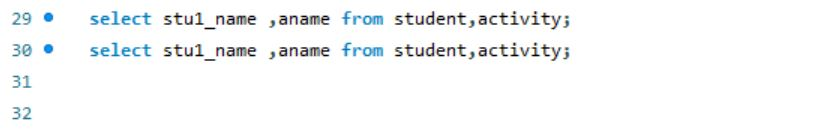 29 select stu1_name ,aname from student,activity;
30 select stu1_name ,aname from student,activity;
31
32